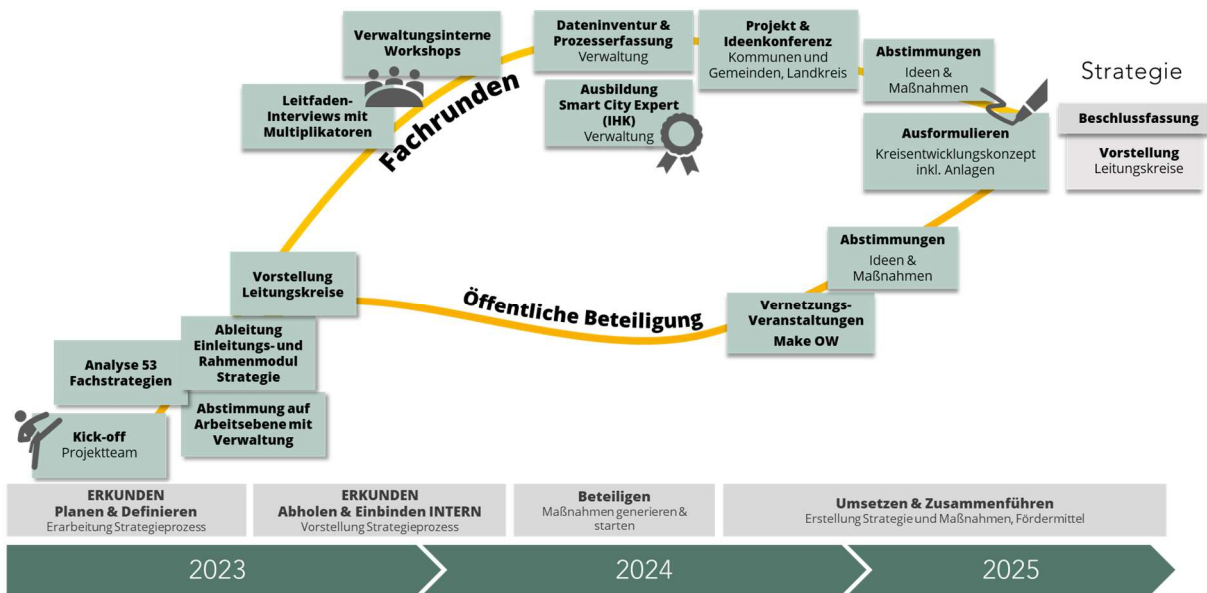 Verwaltungsinterne
Workshops
Dateninventur &
Prozesserfassung
Verwaltung
Projekt &
Ideenkonferenz
Kommunen und
Gemeinden, Landkreis
Abstimmungen
Ideen &
Maßnahmen
Strategie
Leitfaden-
Interviews mit
Multiplikatoren
Fachrunden
Ausbildung
Smart City Expert
(IHK)
Verwaltung
Ausformulieren
Kreisentwicklungskonzept
inkl. Anlagen
Beschlussfassung
Vorstellung
Leitungskreise
Vorstellung
Leitungskreise
Öffentliche Beteiligung
Abstimmungen
Ideen &
Maßnahmen
Vernetzungs-
Veranstaltungen
Make OW
Ableitung
Einleitungs- und
Rahmenmodul
Strategie
Analyse 53
Fachstrategien
Abstimmung auf
Arbeitsebene mit
Verwaltung
Kick-off
Projektteam
ERKUNDEN
Planen & Definieren
Erarbeitung Strategieprozess
ERKUNDEN
Abholen & Einbinden INTERN
Vorstellung Strategieprozess
Beteiligen
Maßnahmen generieren &
starten
Umsetzen & Zusammenführen
Erstellung Strategie und Maßnahmen, Fördermittel
2023
2024
2025